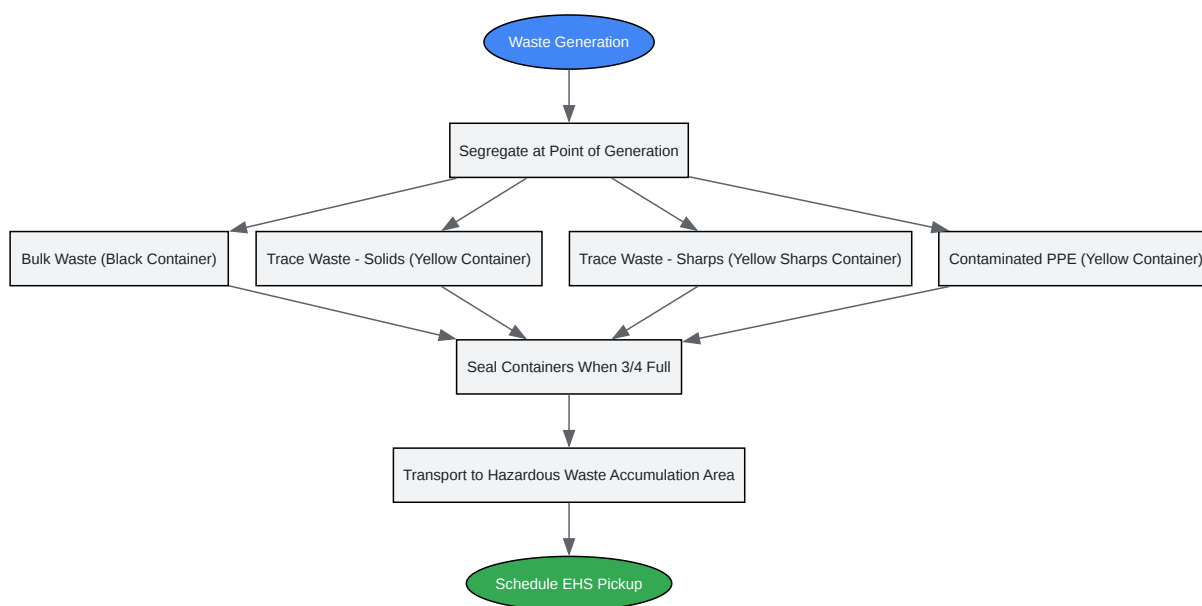 Waste Generation
Segregate at Point of Generation
Bulk Waste (Black Container)
Trace Waste - Solids (Yellow Container)
Trace Waste - Sharps (Yellow Sharps Container)
Contaminated PPE (Yellow Container)
Seal Containers When 3/4 Full
Transport to Hazardous Waste Accumulation Area
Schedule EHS Pickup